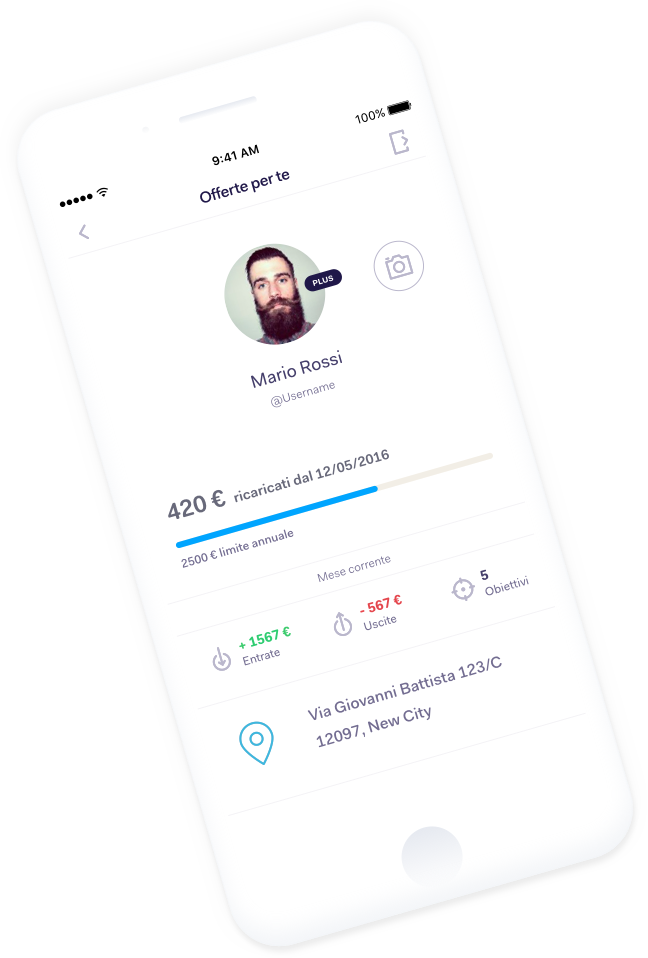 9:41 AM
100%
Offerte per te
PLUS
Mario Rossi
@Username
420 € ricaricati dal 12/05/2016
2500 € limite annuale
Mese corrente
+ 1567 €
Entrate
- 567 €
Uscite
5
Obiettivi
Via Giovanni Battista 123/C
12097, New City